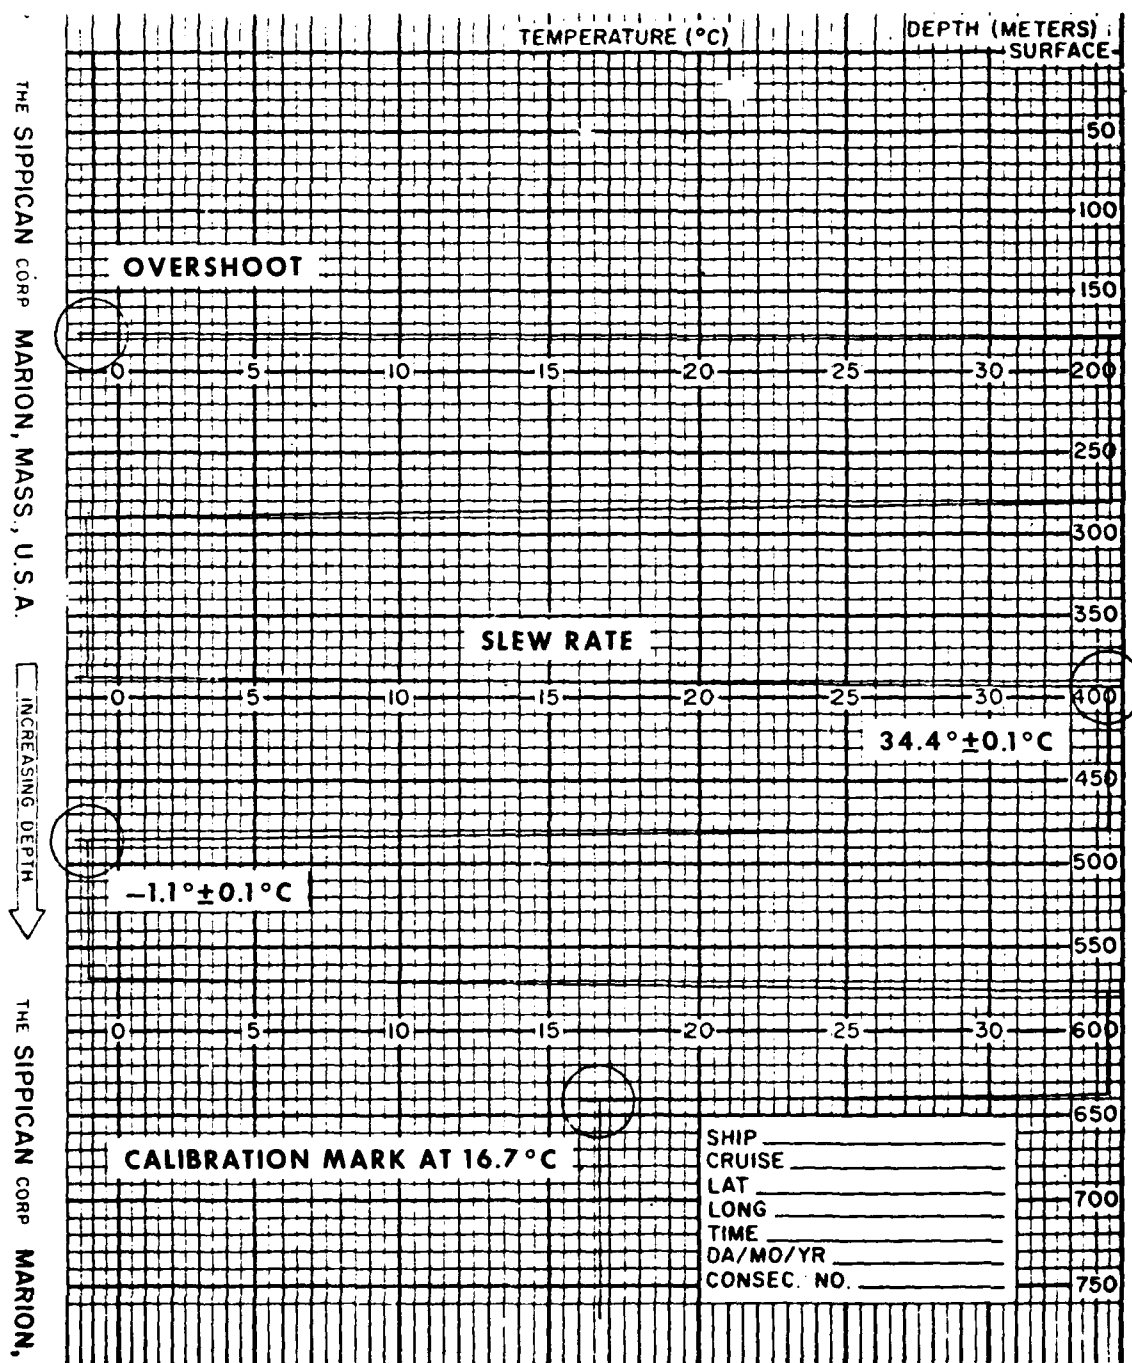 TEMPERATURE (°C)
DEPTH (METERS)
SURFACE
50
100
OVERSHOOT
150
0 5 10 15 20 25 30 200
250
300
350
SLEW RATE
0 5 10 15 20 25 30 400
34.4°±0.1°C
450
500
–1.1°±0.1°C
550
0 5 10 15 20 25 30 600
650
CALIBRATION MARK AT 16.7°C
SHIP
CRUISE
LAT
LONG
TIME
DA/MO/YR
CONSEC. NO.
700
750
THE SIPPICAN CORP MARION, MASS., U.S.A.
INCREASING DEPTH
THE SIPPICAN CORP MARION,